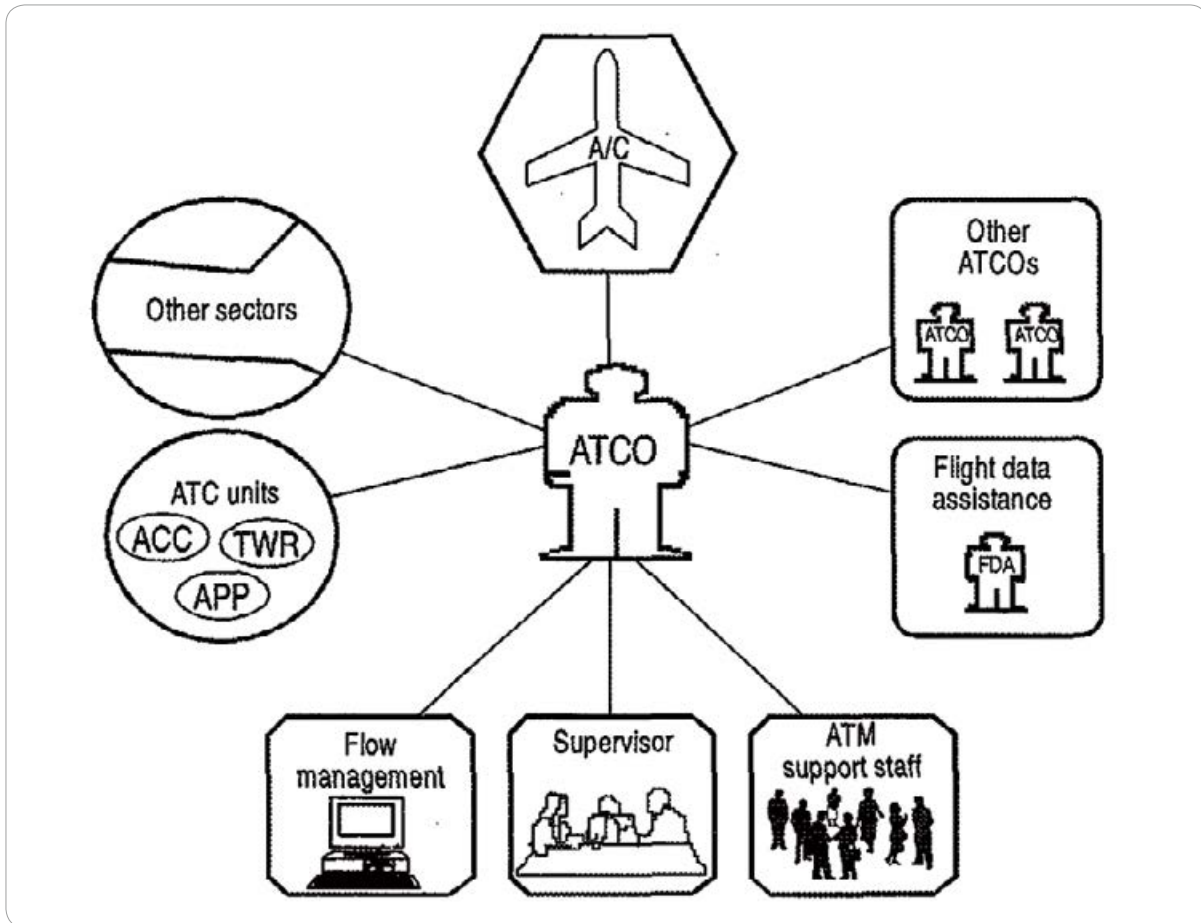 A/C
Other
ATCOs
ATCO
ATCO
Other sectors
ATCO
ATC units
ACC
TWR
APP
Flight data
assistance
FDA
Flow
management
Supervisor
ATM
support staff